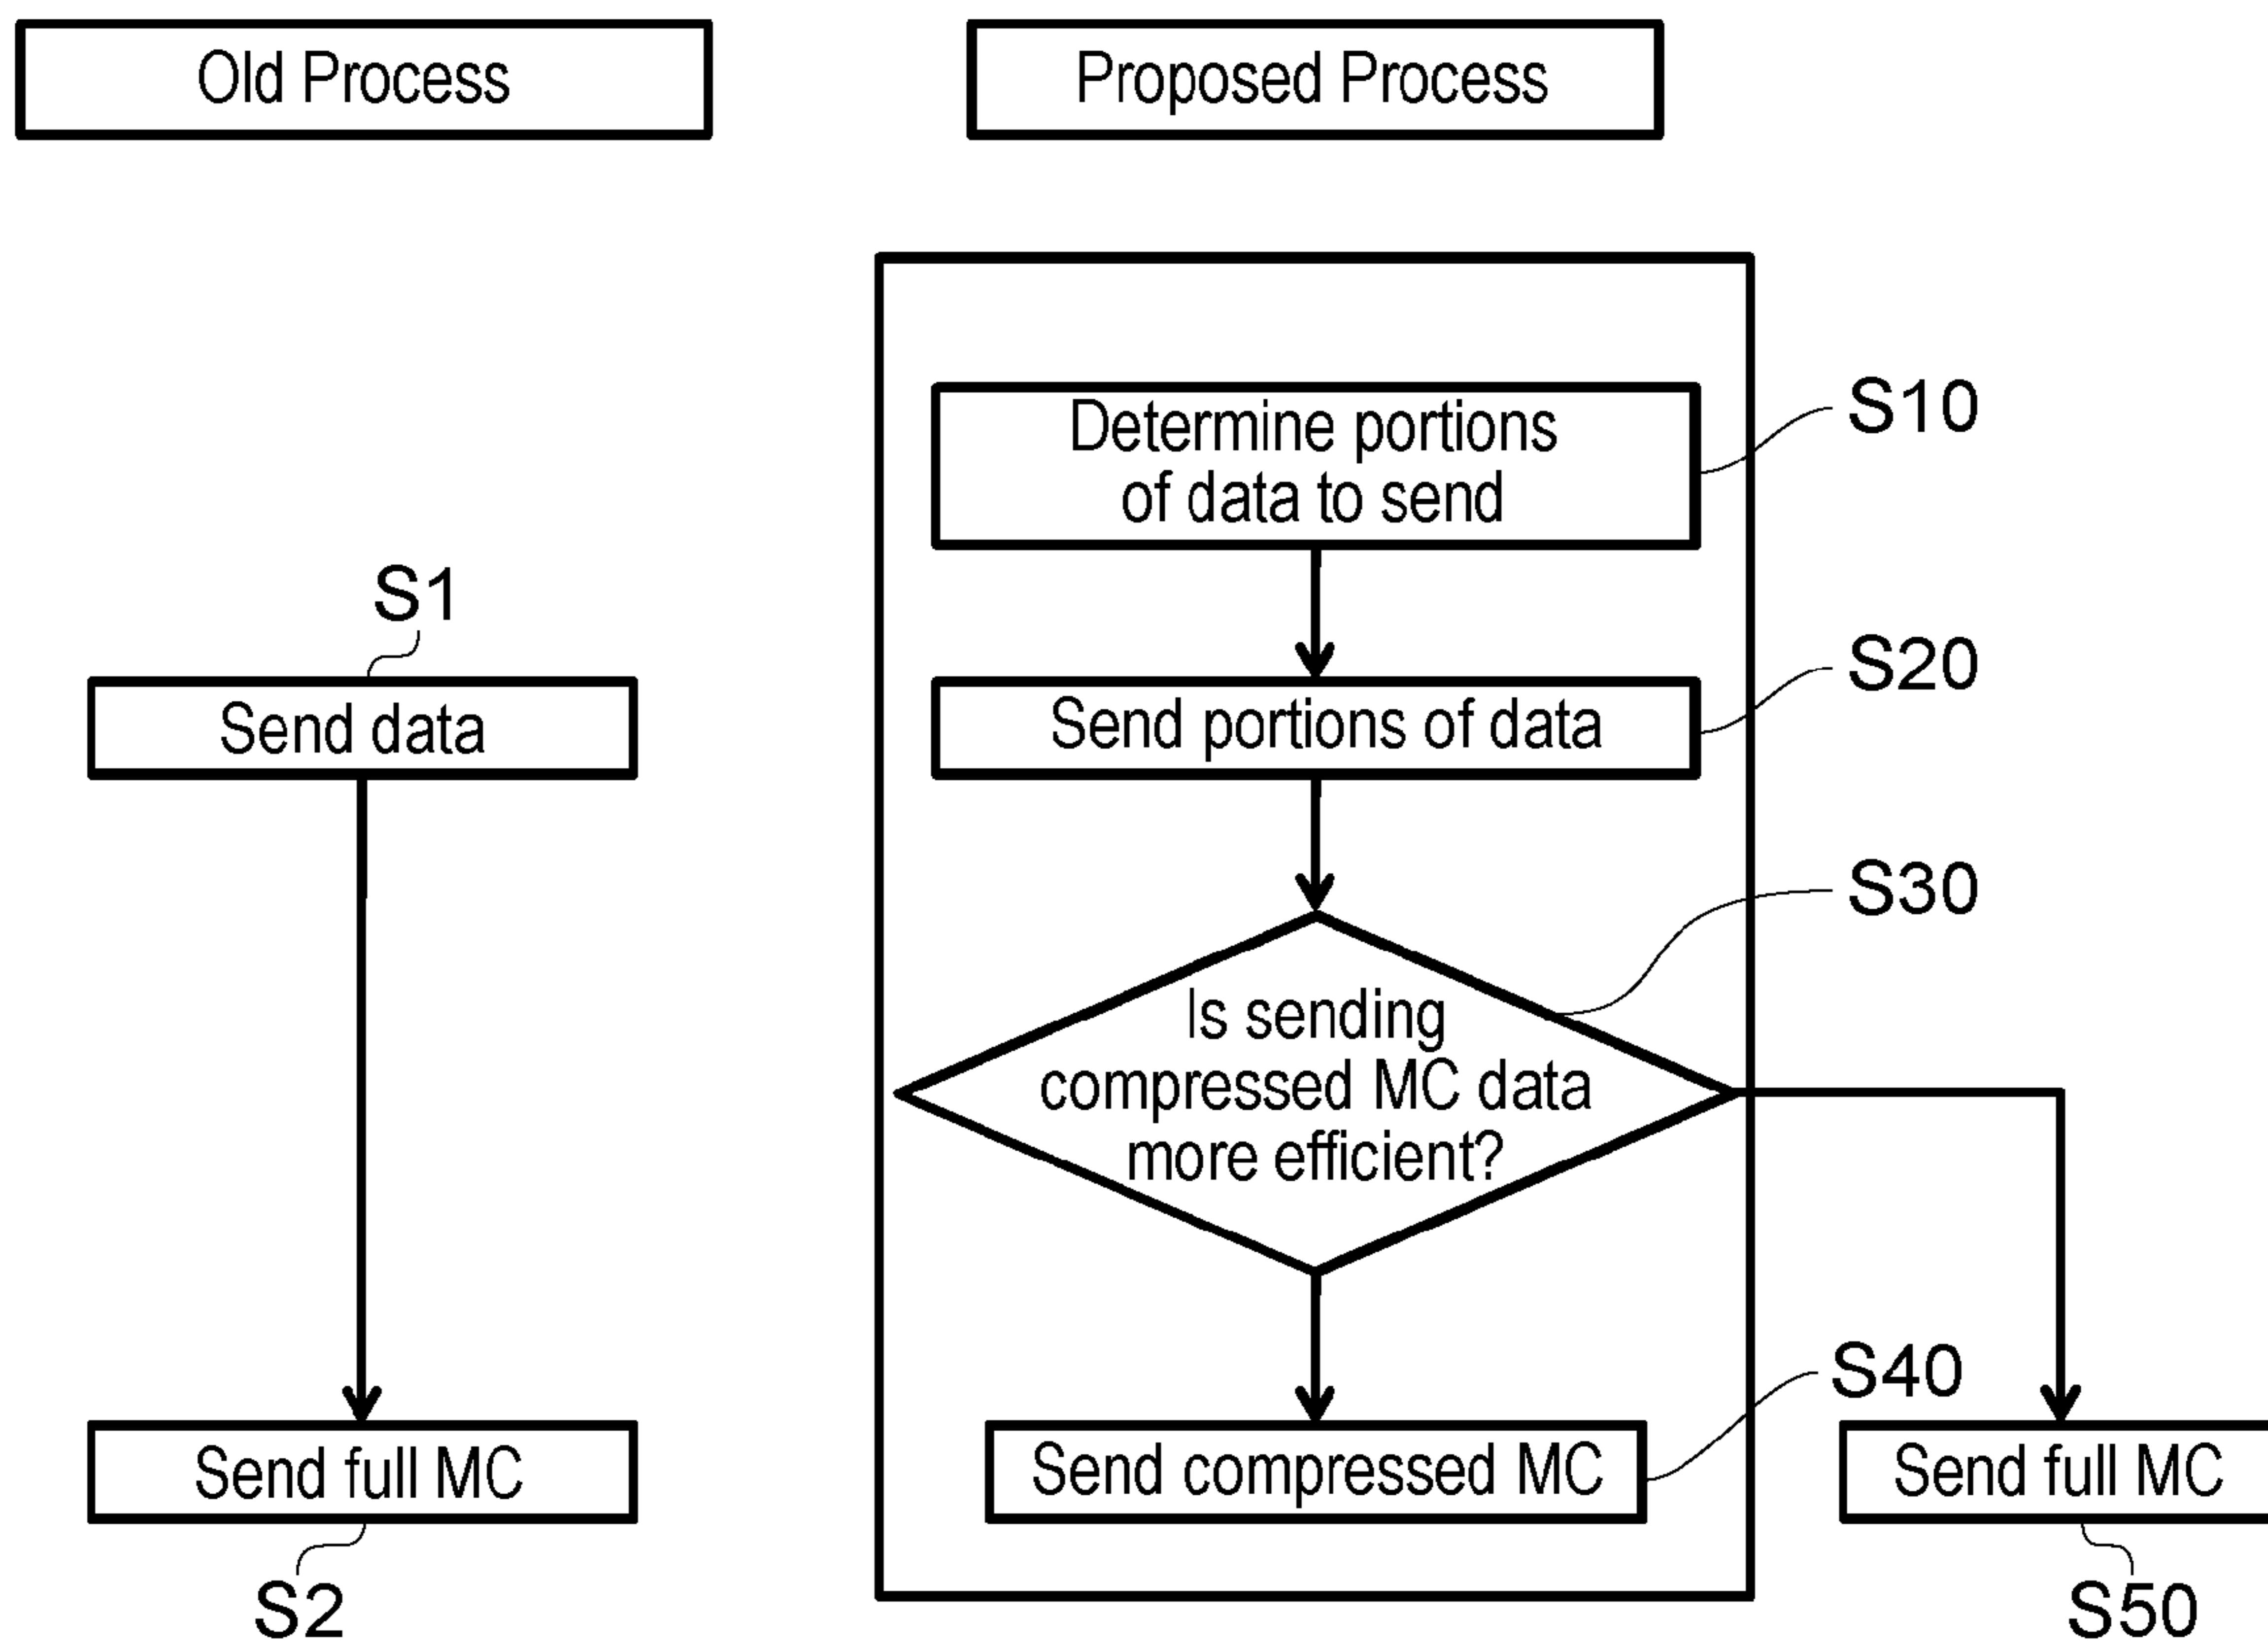 Old Process
Proposed Process
S1
Send data
Send full MC
S2
Determine portions
of data to send
S10
Send portions of data
S20
Is sending
compressed MC data
more efficient?
S30
Send compressed MC
S40
Send full MC
S50